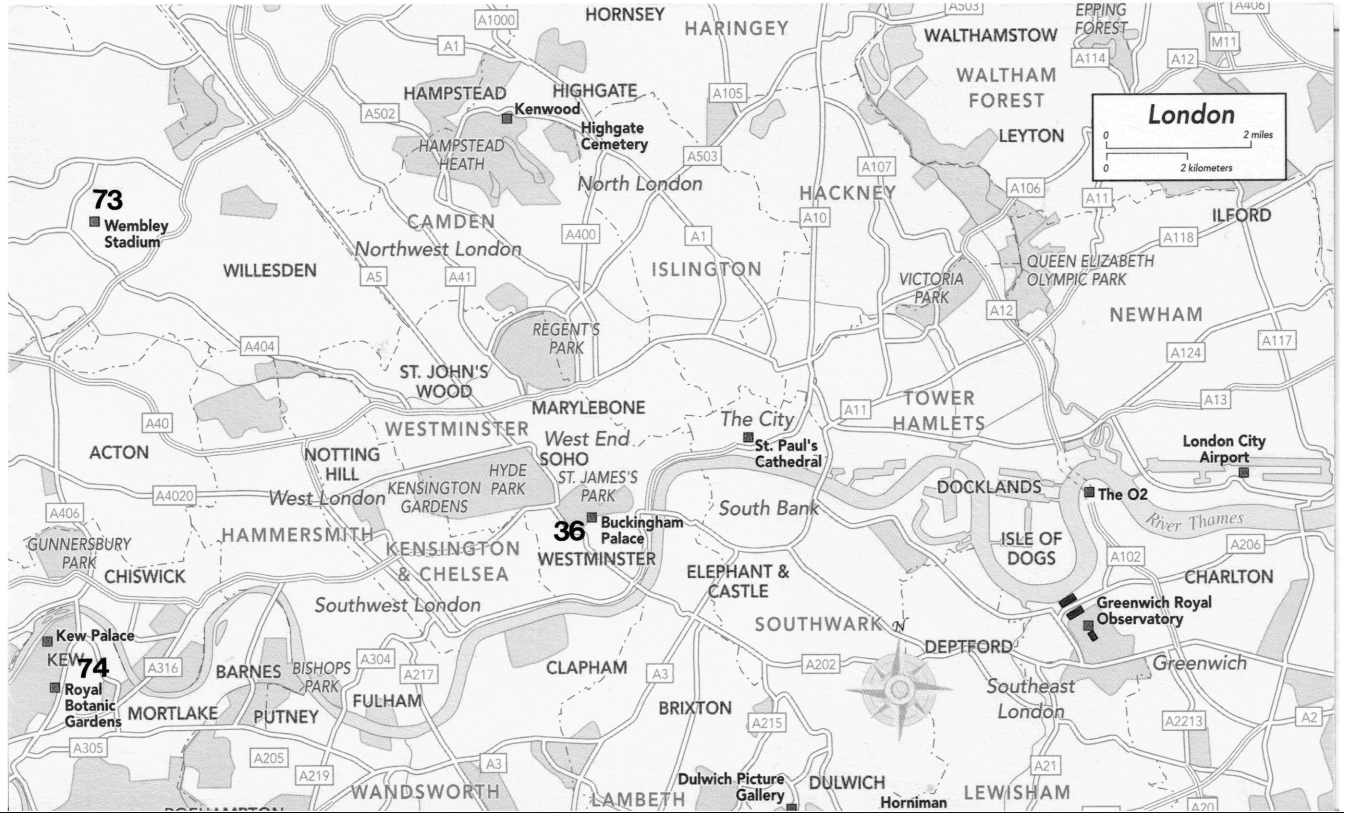 A1000
HORNSEY
HARINGEY
A503
EPPING
FOREST
A406
A1
WALTHAMSTOW
M11
A114
A12
WALTHAM
FOREST
HAMPSTEAD
HIGHGATE
A105
Kenwood
A502
London
0
2 miles
0
2 kilometers
Highgate
Cemetery
LEYTON
HAMPSTEAD
HEATH
A503
A107
North London
HACKNEY
A106
A11
73
Wembley
Stadium
CAMDEN
A10
ILFORD
A400
A1
A118
Northwest London
WILLESDEN
A5
A41
ISLINGTON
VICTORIA
PARK
QUEEN ELIZABETH
OLYMPIC PARK
A12
NEWHAM
REGENT'S
PARK
A404
A117
A124
ST. JOHN'S
WOOD
MARYLEBONE
TOWER
HAMLETS
A13
A11
A40
WESTMINSTER
The City
St. Paul's
Cathedral
West End
SOHO
ACTON
NOTTING
HILL
London City
Airport
HYDE
PARK
ST. JAMES'S
PARK
KENSINGTON
GARDENS
West London
A4020
DOCKLANDS
The O2
South Bank
A406
River Thames
36
Buckingham
Palace
HAMMERSMITH
GUNNERSBURY
PARK
ISLE OF
DOGS
A206
KENSINGTON
& CHELSEA
WESTMINSTER
A102
CHISWICK
ELEPHANT &
CASTLE
CHARLTON
Southwest London
Greenwich Royal
Observatory
SOUTHWARK
N
Kew Palace
KEW
74
DEPTFORD
A316
BARNES
BISHOPS
PARK
A304
A217
CLAPHAM
A3
A202
Greenwich
Royal
Botanic
Gardens
MORTLAKE
PUTNEY
FULHAM
BRIXTON
Southeast
London
A215
A2213
A2
A305
A205
A219
A3
A21
Dulwich Picture
Gallery
DULWICH
WANDSWORTH
LAMBETH
Horniman
LEWISHAM
ROEHAMPTON
A20